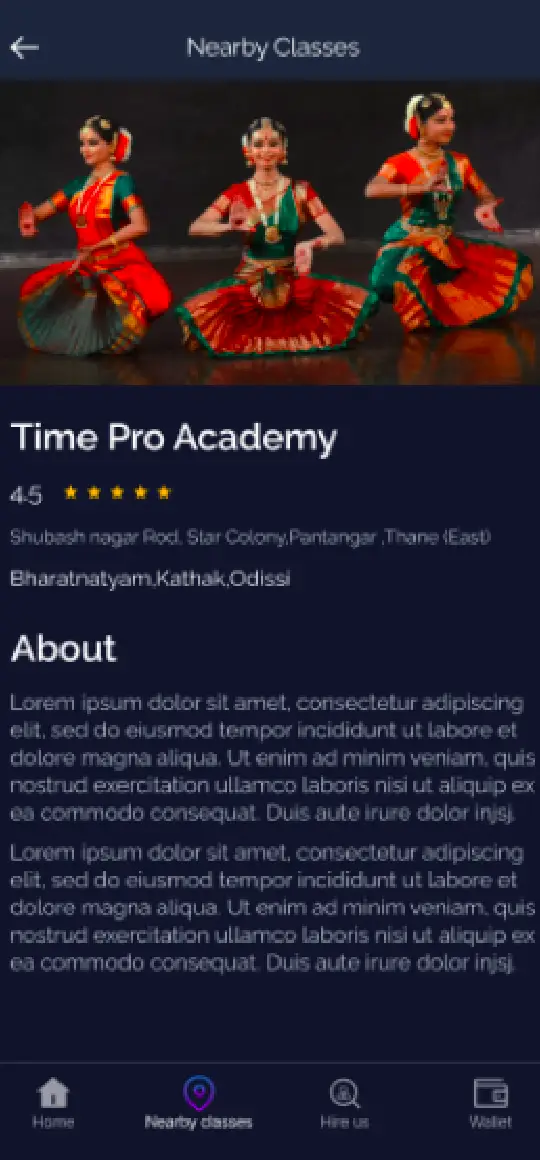 Nearby Classes
Time Pro Academy
4.5
Shubash nagar Rod, Star Colony,Pantangar ,Thane (East)
Bharatnatyam,Kathak,Odissi
About
Lorem ipsum dolor sit amet, consectetur adipiscing
elit, sed do eiusmod tempor incididunt ut labore et
dolore magna aliqua. Ut enim ad minim veniam, quis
nostrud exercitation ullamco laboris nisi ut aliquip ex
ea commodo consequat. Duis aute irure dolor injsj.
Lorem ipsum dolor sit amet, consectetur adipiscing
elit, sed do eiusmod tempor incididunt ut labore et
dolore magna aliqua. Ut enim ad minim veniam, quis
nostrud exercitation ullamco laboris nisi ut aliquip ex
ea commodo consequat. Duis aute irure dolor injsj.
Home
Nearby classes
Hire us
Wallet